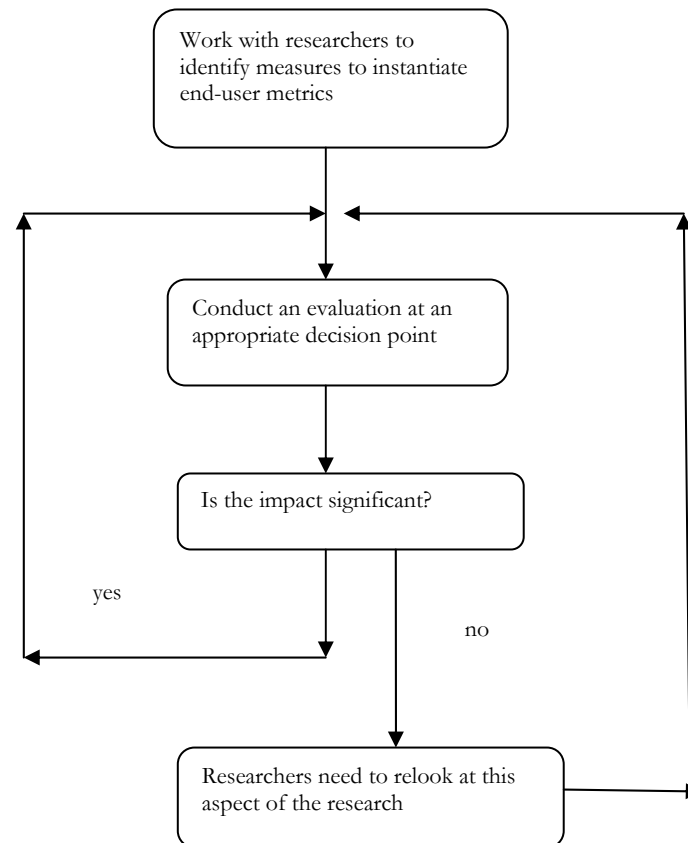 Work with researchers to
identify measures to instantiate
end-user metrics
Conduct an evaluation at an
appropriate decision point
Is the impact significant?
yes
no
Researchers need to relook at this
aspect of the research